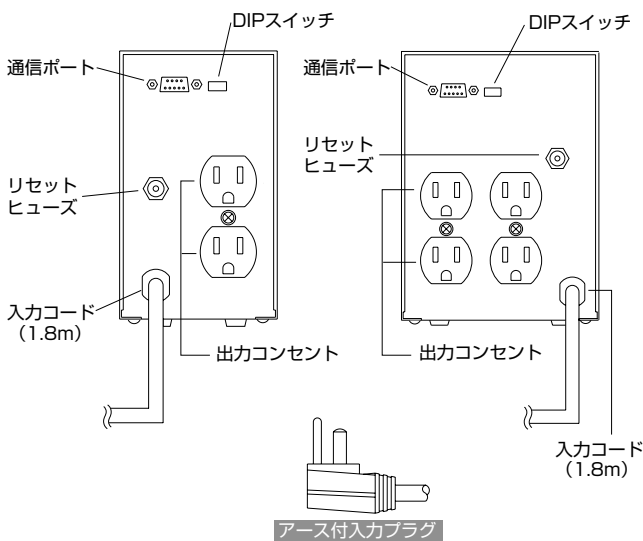 DIPスイッチ
通信ポート
リセット
ヒューズ
入力コード
（1.8m）
出力コンセント
DIPスイッチ
通信ポート
リセット
ヒューズ
出力コンセント
入力コード
（1.8m）
アース付入力プラグ